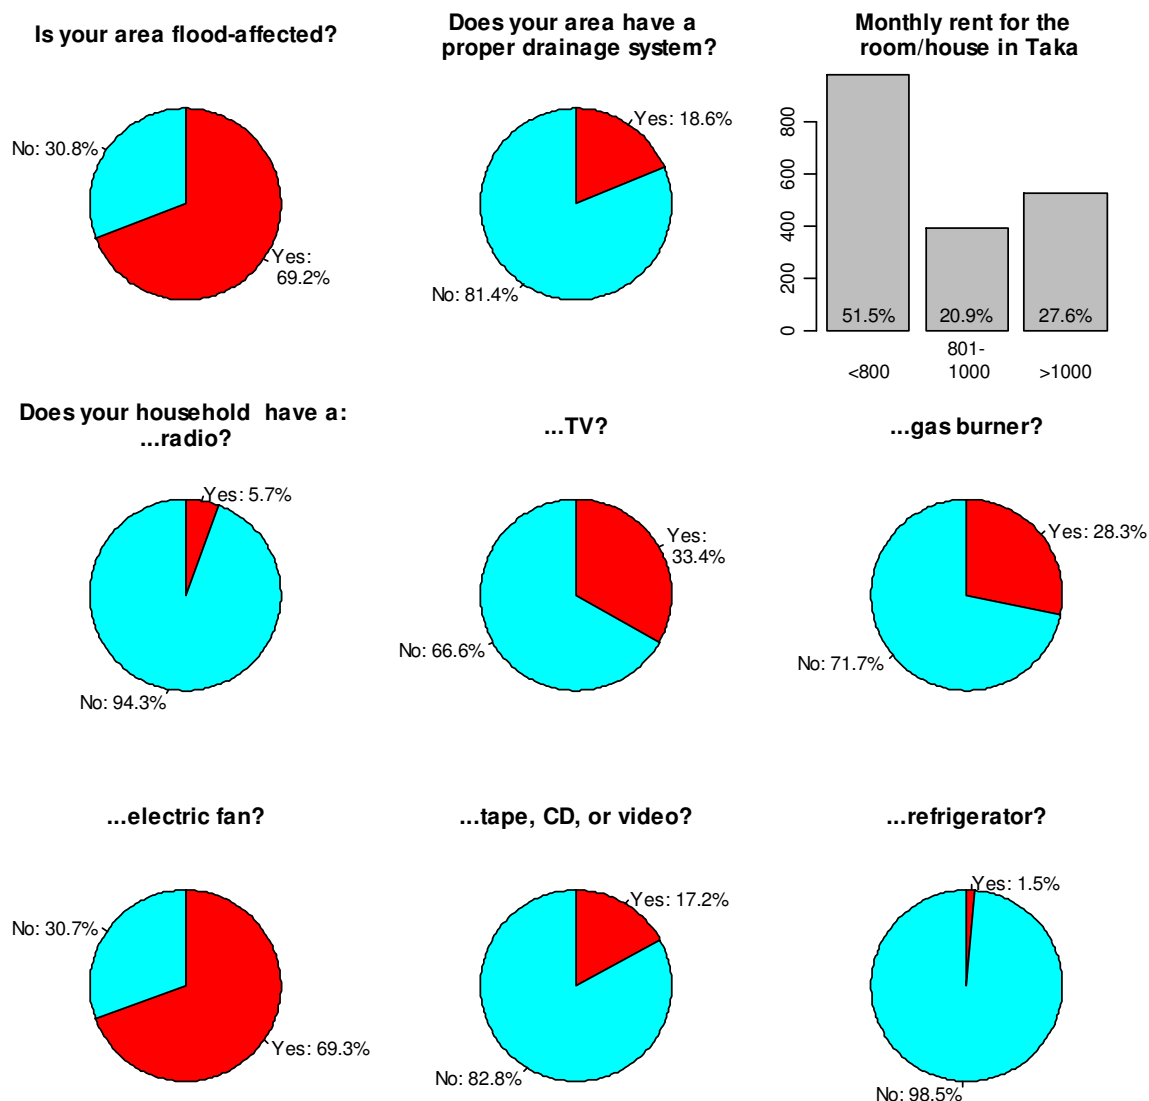 Is your area flood-affected?
No: 30.8%
Yes:
69.2%
Does your area have a
proper drainage system?
Yes: 18.6%
No: 81.4%
Monthly rent for the
room/house in Taka
800
600
400
200
0
51.5%
20.9%
27.6%
<800
801-
1000
>1000
Does your household have a:
...radio?
Yes: 5.7%
No: 94.3%
...TV?
Yes:
33.4%
No: 66.6%
...gas burner?
Yes: 28.3%
No: 71.7%
...electric fan?
No: 30.7%
Yes: 69.3%
...tape, CD, or video?
Yes: 17.2%
No: 82.8%
...refrigerator?
Yes: 1.5%
No: 98.5%